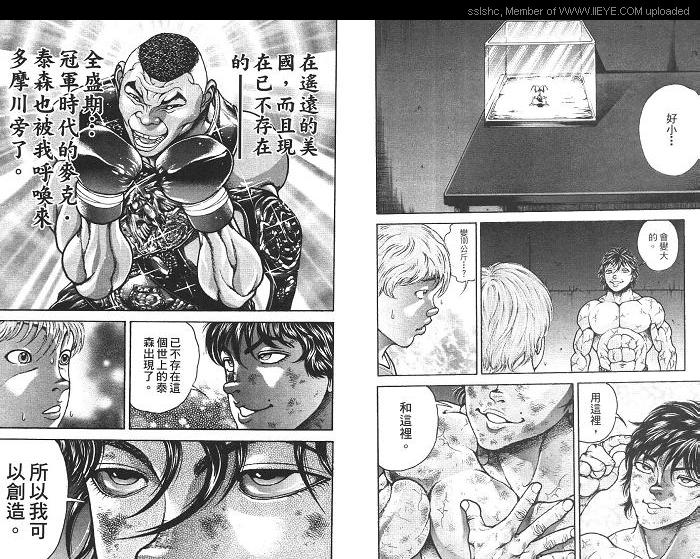 sslshc, Member of WWW.IIEYE.COM uploaded
好小…
會變大
的。
公斤…?
用這裡，
和這裡。
在遙遠的美
國，而且現
在已不存在
的——
全盛期…
冠軍時代的麥克·
泰森也被我呼喚來
多摩川旁了。
已不存在這
個世上的泰
森出現了。
所以我可
以創造。